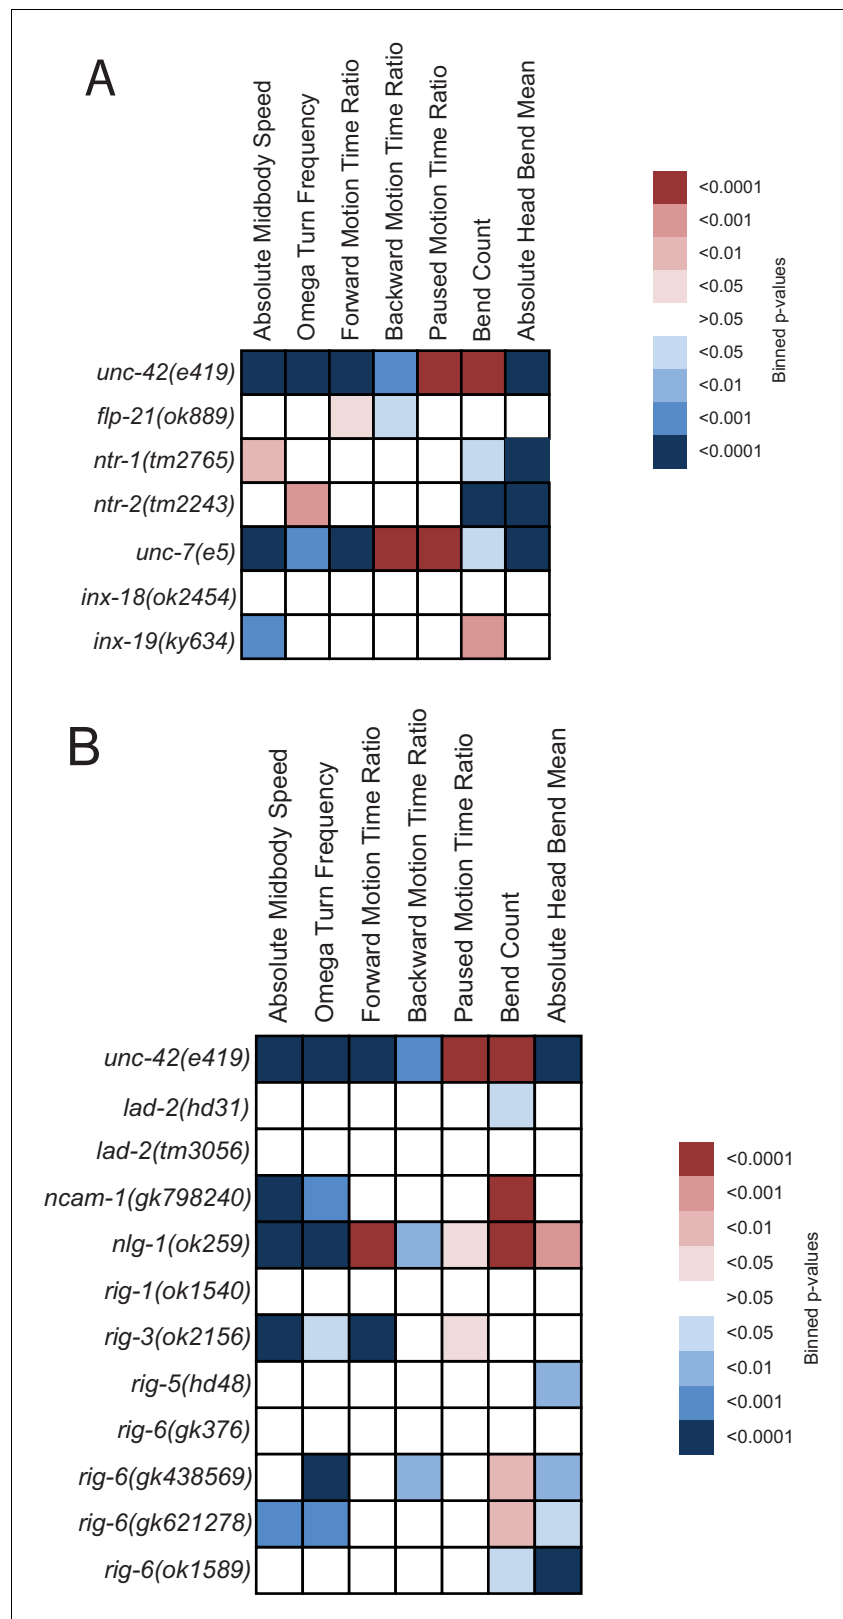 A
Absolute Midbody Speed
Omega Turn Frequency
Forward Motion Time Ratio
Backward Motion Time Ratio
Paused Motion Time Ratio
Bend Count
Absolute Head Bend Mean
<0.0001
<0.001
<0.01
<0.05
>0.05
<0.05
<0.01
<0.001
<0.0001
Binned p-values
unc-42(e419)
flp-21(ok889)
ntr-1(tm2765)
ntr-2(tm2243)
unc-7(e5)
inx-18(ok2454)
inx-19(ky634)
B
Absolute Midbody Speed
Omega Turn Frequency
Forward Motion Time Ratio
Backward Motion Time Ratio
Paused Motion Time Ratio
Bend Count
Absolute Head Bend Mean
unc-42(e419)
lad-2(hd31)
lad-2(tm3056)
ncam-1(gk798240)
nlg-1(ok259)
rig-1(ok1540)
rig-3(ok2156)
rig-5(hd48)
rig-6(gk376)
rig-6(gk438569)
rig-6(gk621278)
rig-6(ok1589)
<0.0001
<0.001
<0.01
<0.05
>0.05
<0.05
<0.01
<0.001
<0.0001
Binned p-values